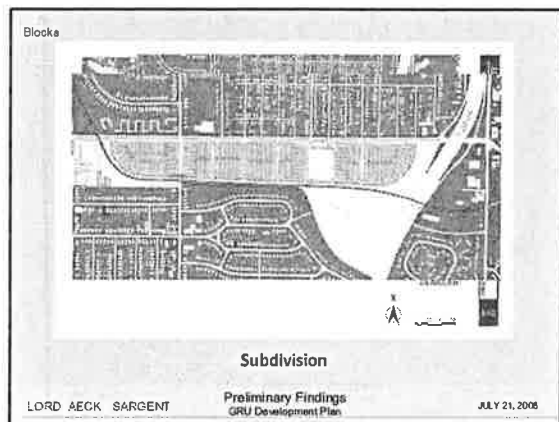 Blocks
Subdivision
LORD AECK SARGENT
Preliminary Findings
GRU Development Plan
JULY 21, 2008